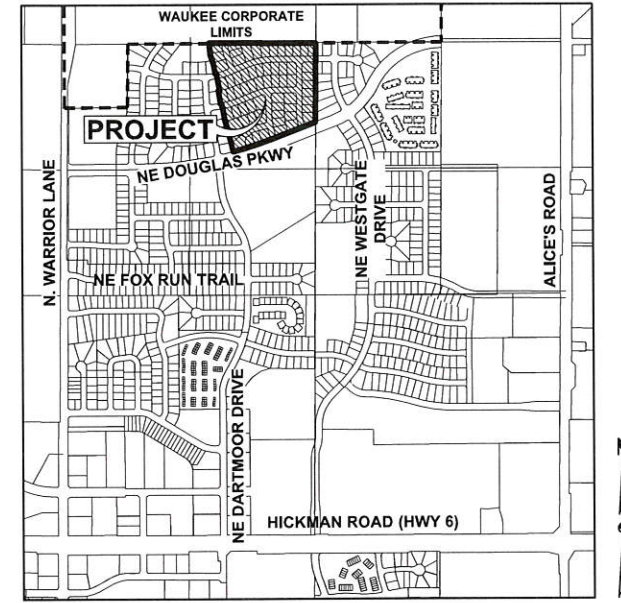 WAUKEE CORPORATE
LIMITS
PROJECT
NE DOUGLAS PKWY
N. WARRIOR LANE
NE WESTGATE
DRIVE
ALICE'S ROAD
NE FOX RUN TRAIL
NE DARTMOOR DRIVE
HICKMAN ROAD (HWY 6)